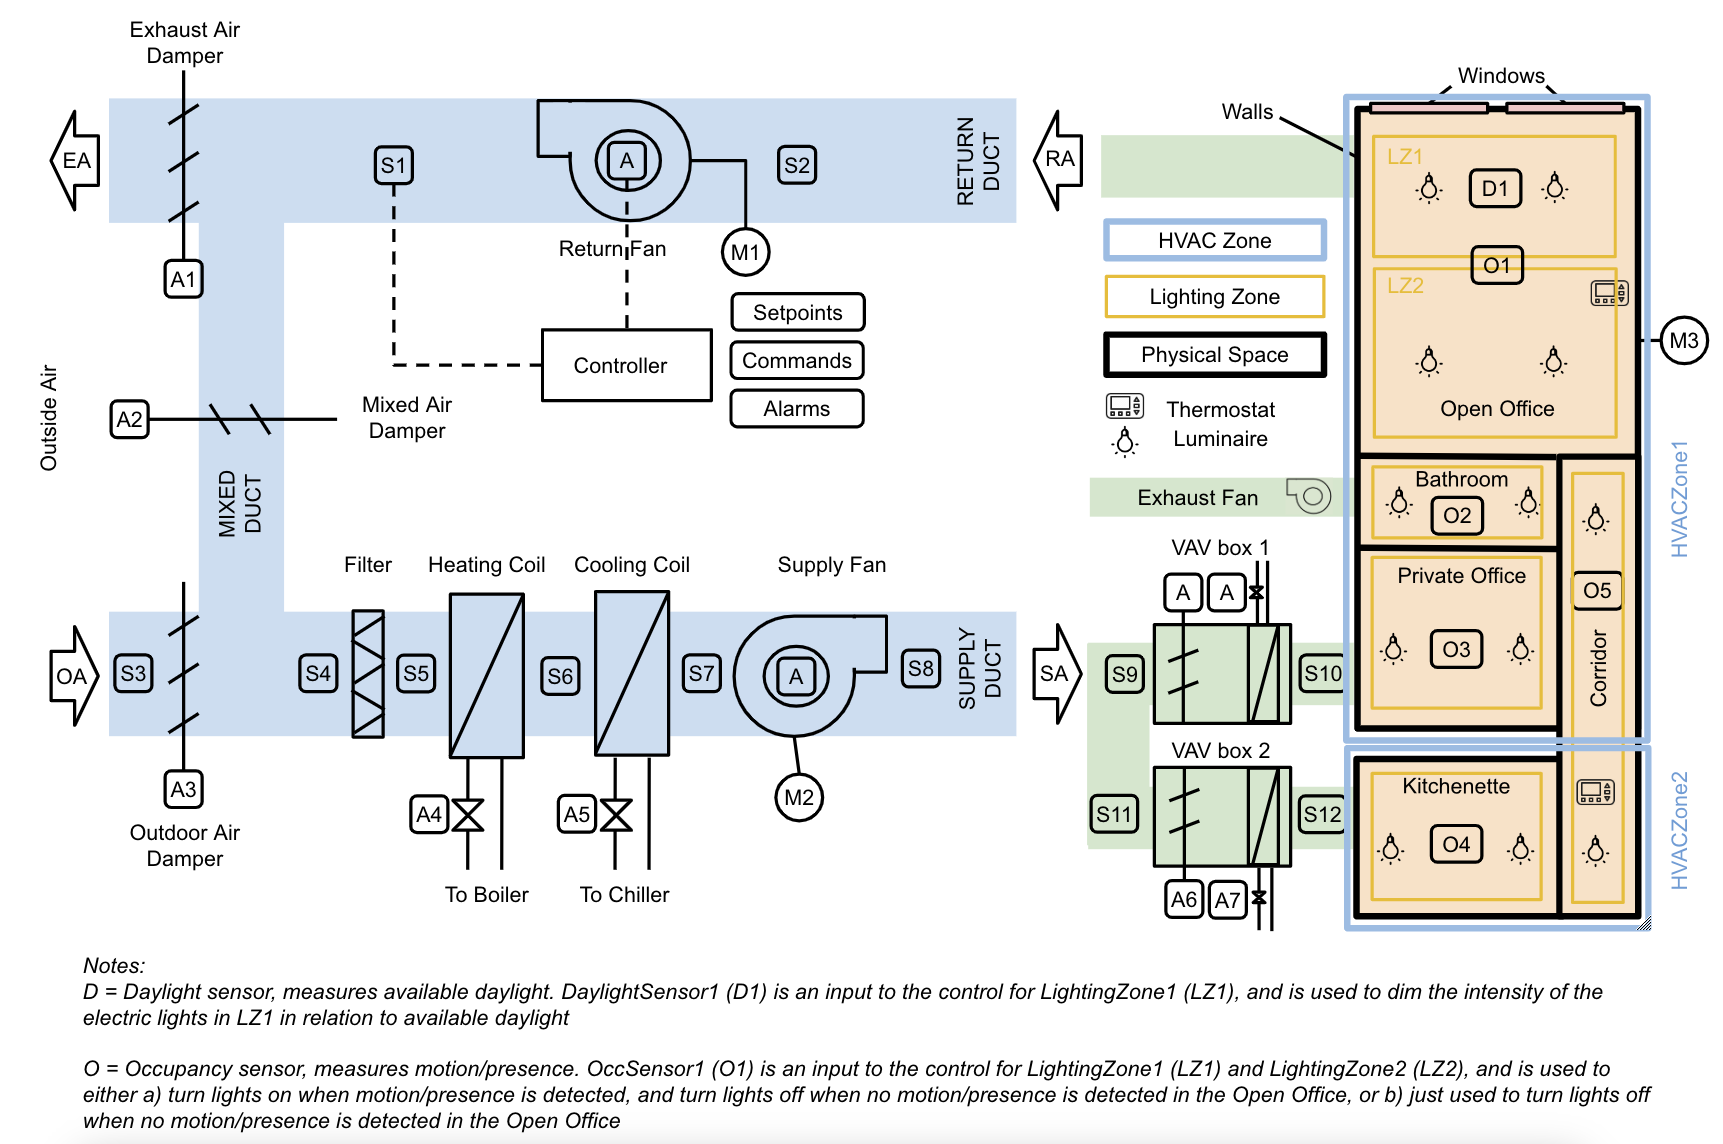 Exhaust Air
Damper
EA
S1
A
S2
RETURN
DUCT
RA
Return Fan
M1
A1
Setpoints
Commands
Alarms
Controller
Outside Air
A2
Mixed Air
Damper
MIXED
DUCT
Filter
Heating Coil
Cooling Coil
Supply Fan
OA
S3
S4
S5
S6
S7
A
S8
SUPPLY
DUCT
SA
A3
Outdoor Air
Damper
A4
A5
M2
To Boiler
To Chiller
Windows
Walls
HVAC Zone
Lighting Zone
Physical Space
Thermostat
Luminaire
Exhaust Fan
VAV box 1
A
A
S9
S10
VAV box 2
S11
S12
A6
A7
LZ1
D1
O1
LZ2
M3
Open Office
Bathroom
O2
Private Office
O3
O5
Corridor
Kitchenette
O4
HVACZone1
HVACZone2
Notes:
D = Daylight sensor, measures available daylight. DaylightSensor1 (D1) is an input to the control for LightingZone1 (LZ1), and is used to dim the intensity of the
electric lights in LZ1 in relation to available daylight
O = Occupancy sensor, measures motion/presence. OccSensor1 (O1) is an input to the control for LightingZone1 (LZ1) and LightingZone2 (LZ2), and is used to
either a) turn lights on when motion/presence is detected, and turn lights off when no motion/presence is detected in the Open Office, or b) just used to turn lights off
when no motion/presence is detected in the Open Office